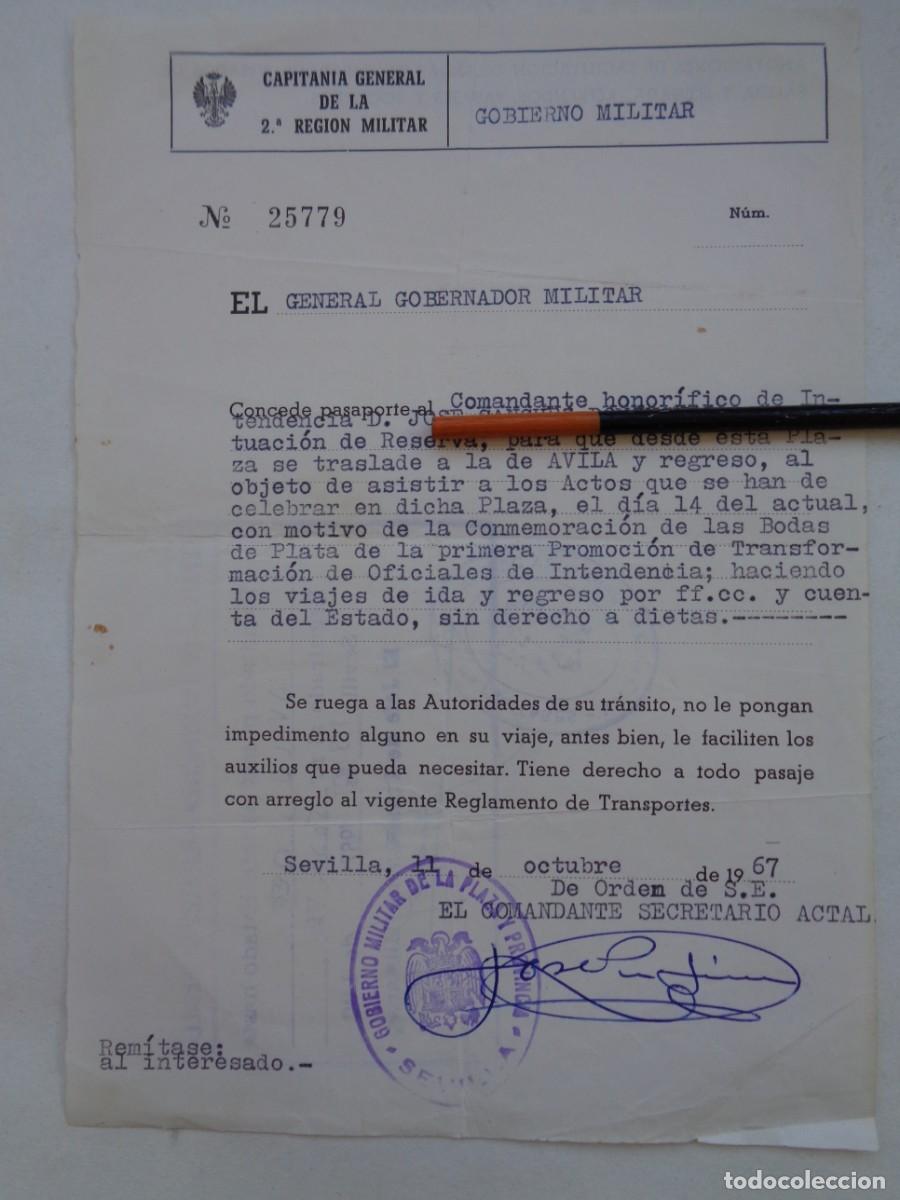 CAPITANIA GENERAL
DE LA
2.ª REGION MILITAR
GOBIERNO MILITAR
Nº 25779
Núm.
EL GENERAL GOBERNADOR MILITAR
Concede pasaporte al Comandante honorífico de In-
tendencia D. JOSE
tuación de Reserva, para que desde esta Pla-
za se traslade a la de AVILA y regreso, al
objeto de asistir a los Actos que se han de
celebrar en dicha Plaza, el día 14 del actual,
con motivo de la Conmemoración de las Bodas
de Plata de la primera Promoción de Transfor-
mación de Oficiales de Intendencia; haciendo
los viajes de ida y regreso por ff.cc. y cuen-
ta del Estado, sin derecho a dietas.---------
Se ruega a las Autoridades de su tránsito, no le pongan
impedimento alguno en su viaje, antes bien, le faciliten los
auxilios que pueda necesitar. Tiene derecho a todo pasaje
con arreglo al vigente Reglamento de Transportes.
Sevilla, 11 de octubre de 1967
De Orden de S.E.
EL COMANDANTE SECRETARIO ACTAL.
GOBIERNO MILITAR DE LA PLAZA Y PROVINCIA
SEVILLA
Remítase:
al interesado.-
todocoleccion